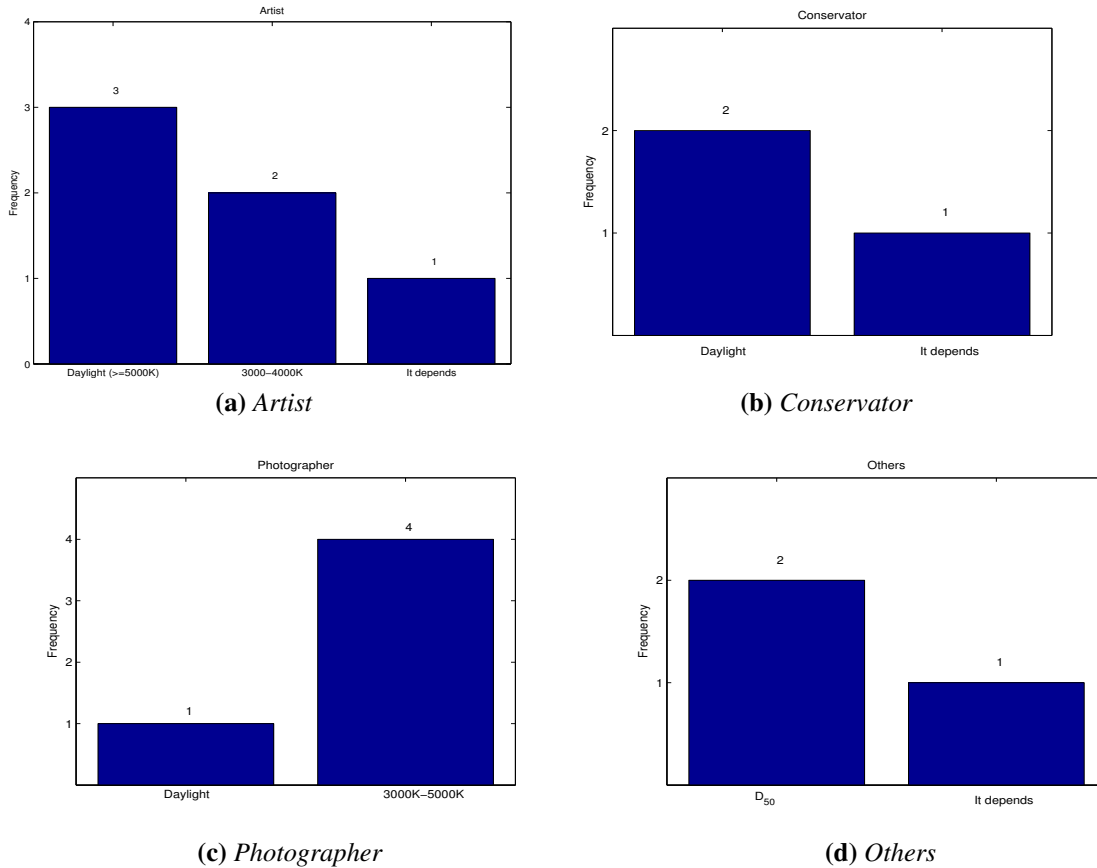 Artist
4
3
2
1
0
Frequency
3
2
1
Daylight (>=5000K) 3000−4000K It depends
(a) Artist
Conservator
2
1
Frequency
2
1
Daylight It depends
(b) Conservator
Photographer
4
3
2
1
Frequency
1
4
Daylight 3000K−5000K
(c) Photographer
Others
2
1
Frequency
2
1
D50 It depends
(d) Others